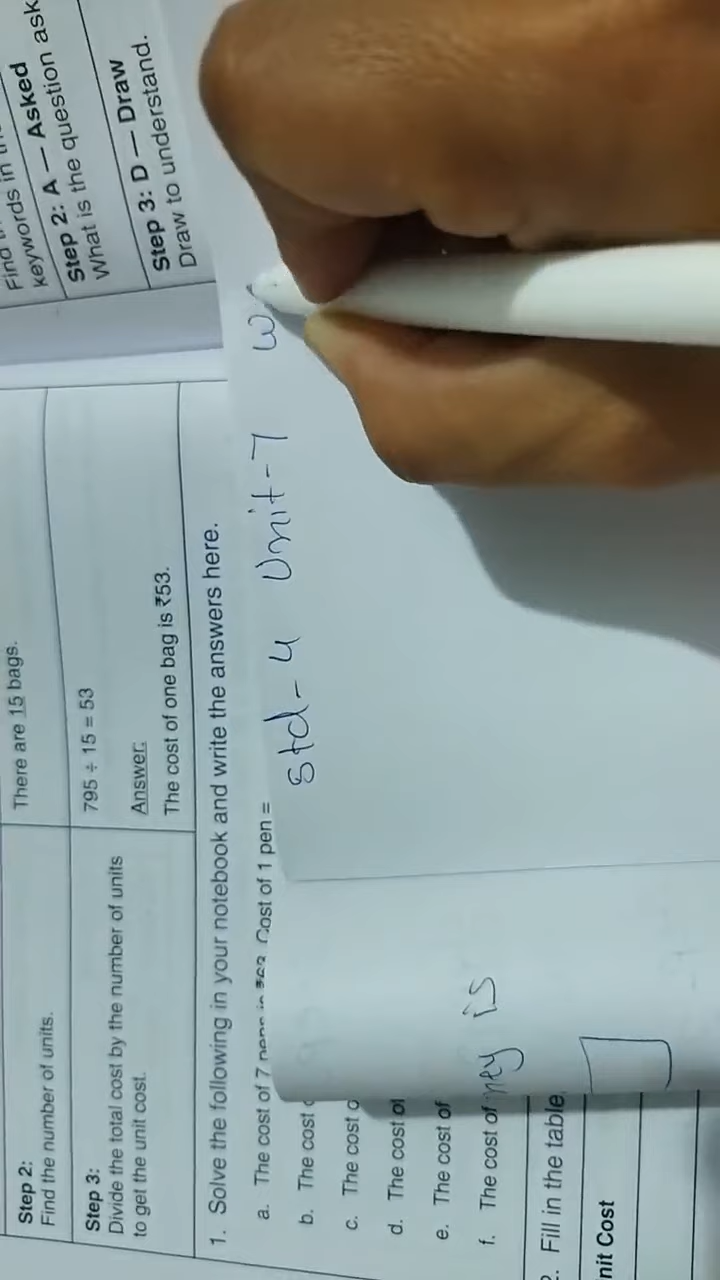 Find
keywords in
Step 2: A — Asked
What is the question ask
Step 3: D — Draw
Draw to understand.
Step 2:
Find the number of units.
There are 15 bags.
Step 3:
Divide the total cost by the number of units
to get the unit cost.
795 ÷ 15 = 53
Answer:
The cost of one bag is ₹53.
1. Solve the following in your notebook and write the answers here.
a. The cost of 7 pens is ₹63. Cost of 1 pen =
b. The cost
c. The cost
d. The cost of
e. The cost of
f. The cost of
Fill in the table
nit Cost
Std - 4 Unit - 7 w
is